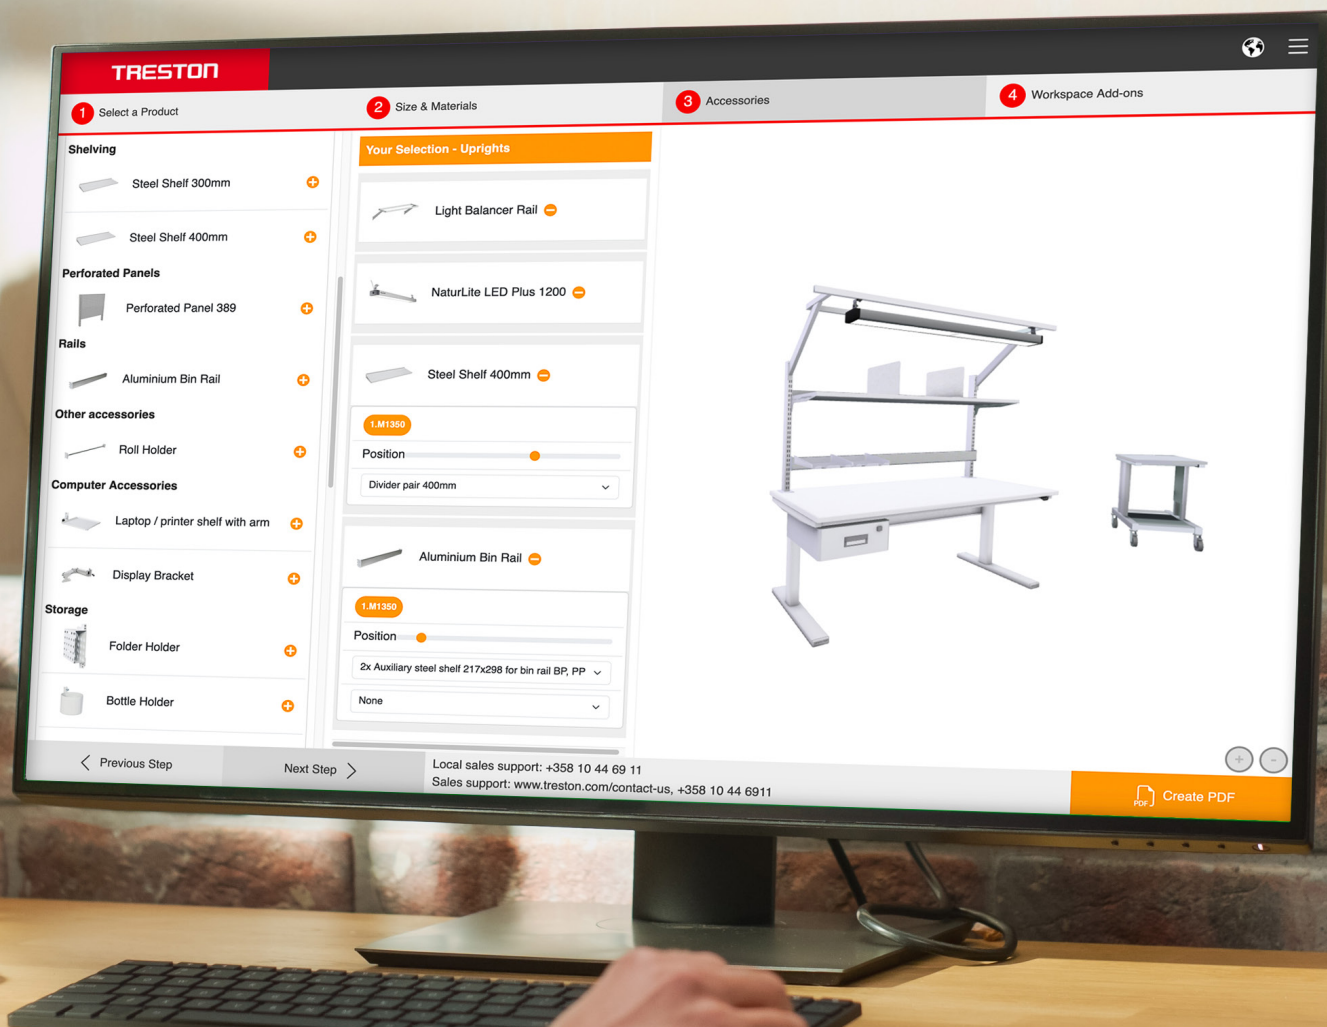 TRESTON
1 Select a Product
2 Size & Materials
3 Accessories
4 Workspace Add-ons
Shelving
Steel Shelf 300mm
Steel Shelf 400mm
Perforated Panels
Perforated Panel 389
Rails
Aluminium Bin Rail
Other accessories
Roll Holder
Computer Accessories
Laptop / printer shelf with arm
Display Bracket
Storage
Folder Holder
Bottle Holder
Your Selection - Uprights
Light Balancer Rail
NaturLite LED Plus 1200
Steel Shelf 400mm
1.M1350
Position
Divider pair 400mm
Aluminium Bin Rail
1.M1350
Position
2x Auxiliary steel shelf 217x298 for bin rail BP, PP
None
Previous Step
Next Step
Local sales support: +358 10 44 69 11
Sales support: www.treston.com/contact-us, +358 10 44 6911
PDF
Create PDF